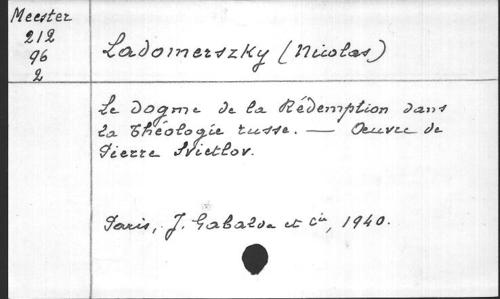 Meester
212
96
2
Ladomerszky (Nicolas)
Le Dogme de la Rédemption dans
la Théologie russe. — Oeuvre de
Pierre Svietlov.
Paris, J. Gabalda et Cie, 1940.